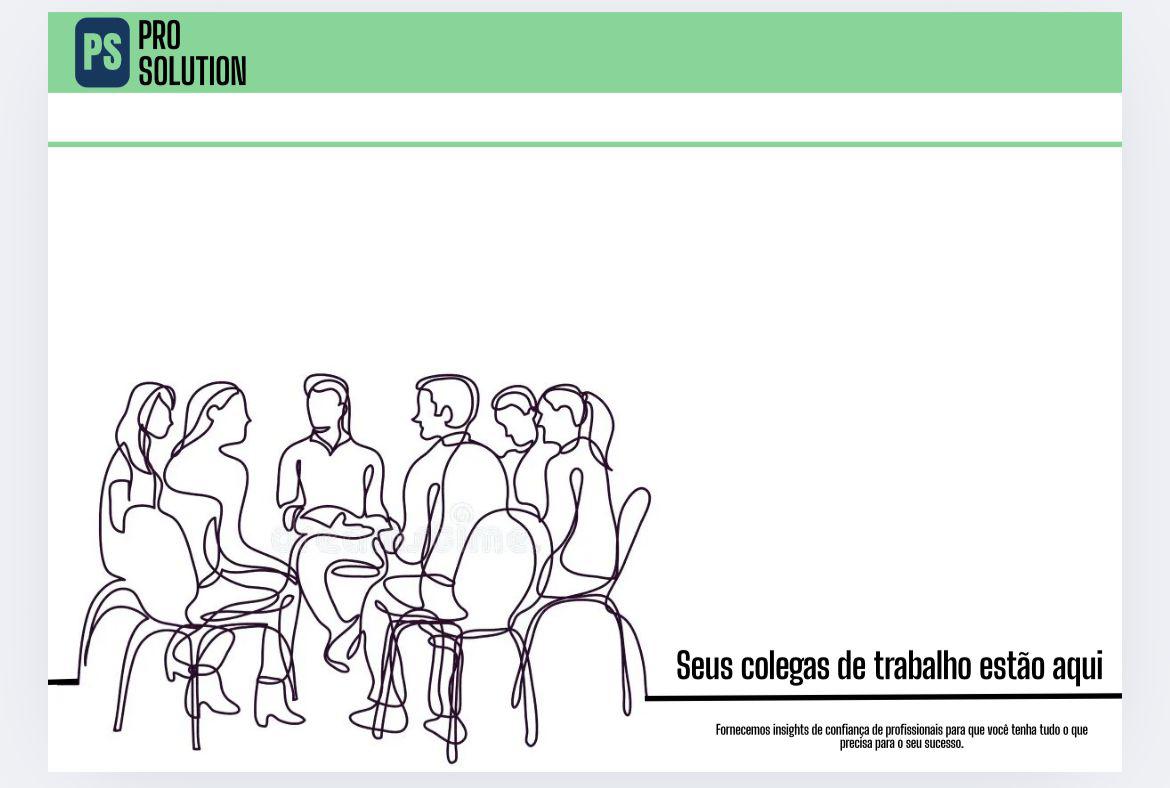 PS
PRO
SOLUTION
dreamstime.
Seus colegas de trabalho estão aqui
Fornecemos insights de confiança de profissionais para que você tenha tudo o que
precisa para o seu sucesso.